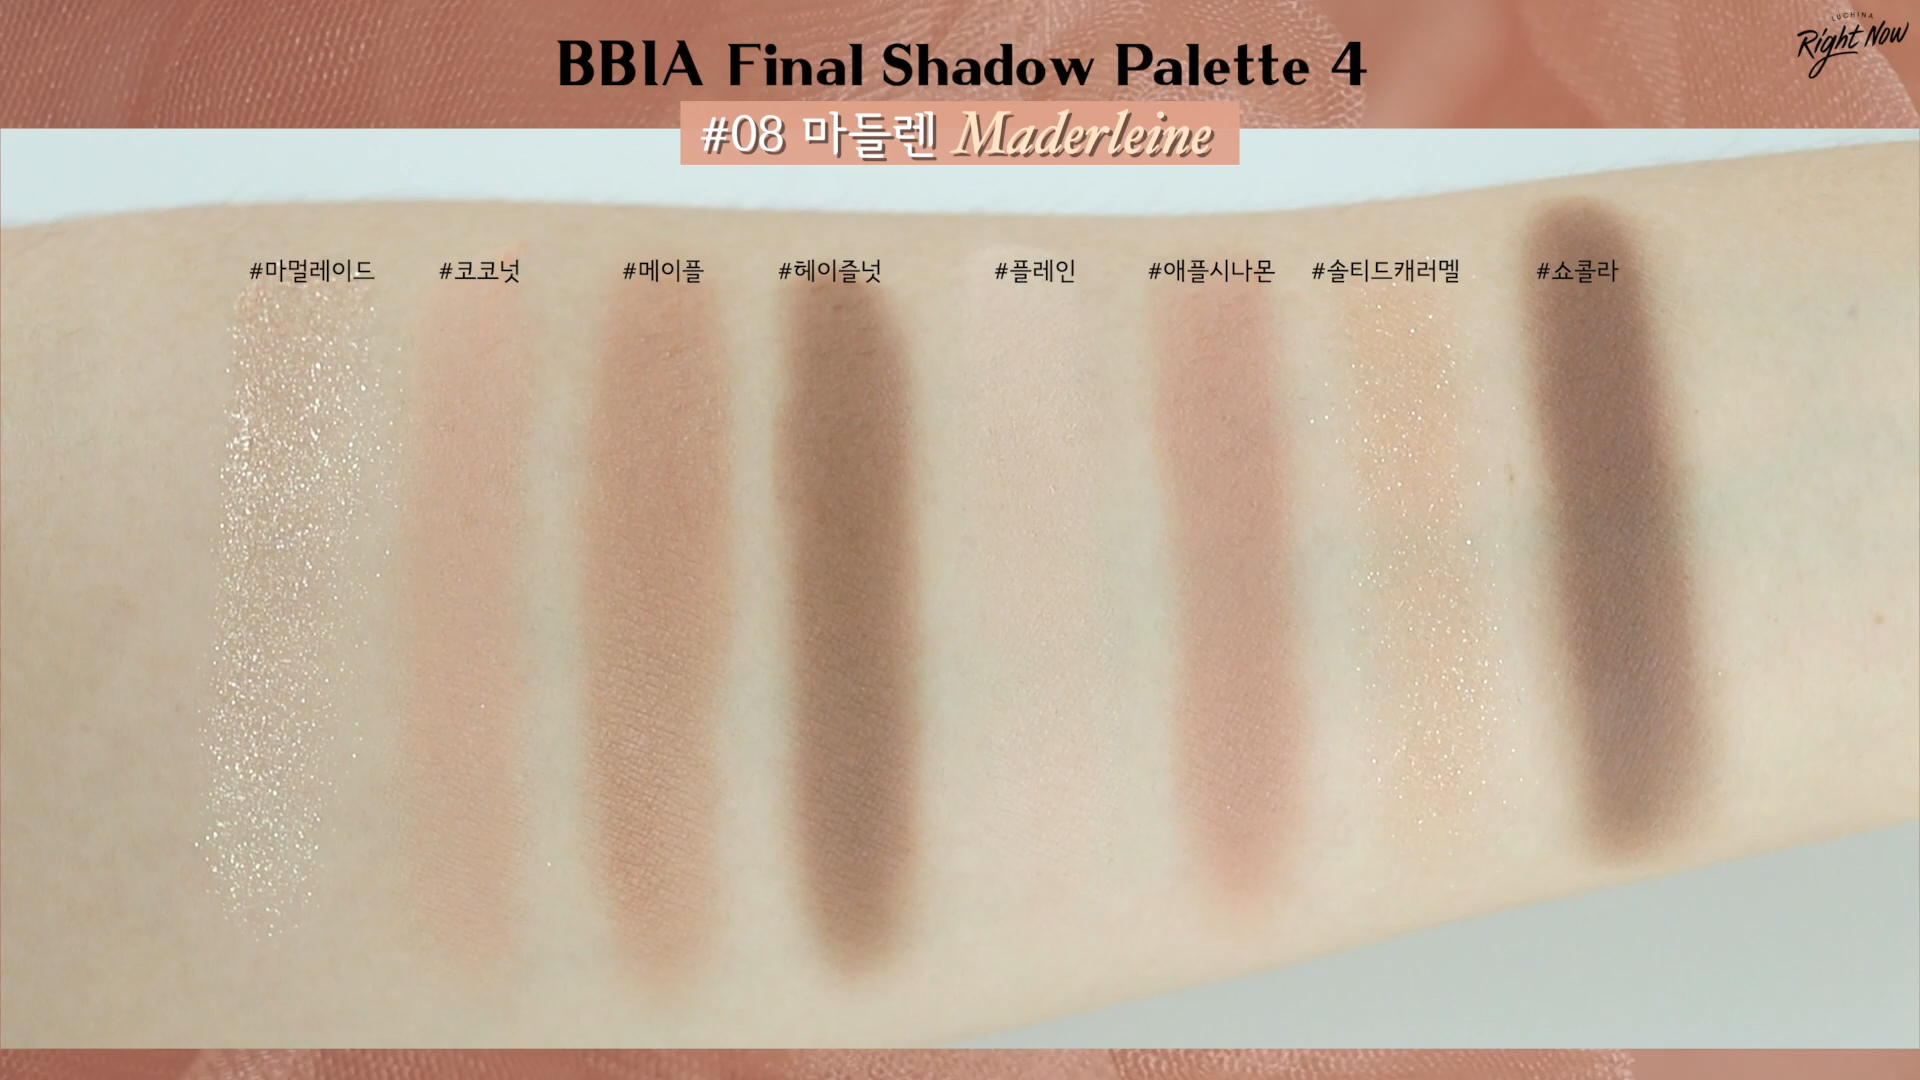 BBIA Final Shadow Palette 4
LUCHINA
Right Now
#08 마들렌 Maderleine
#마멀레이드 #코코넛 #메이플 #헤이즐넛 #플레인 #애플시나몬 #솔티드캐러멜 #쇼콜라